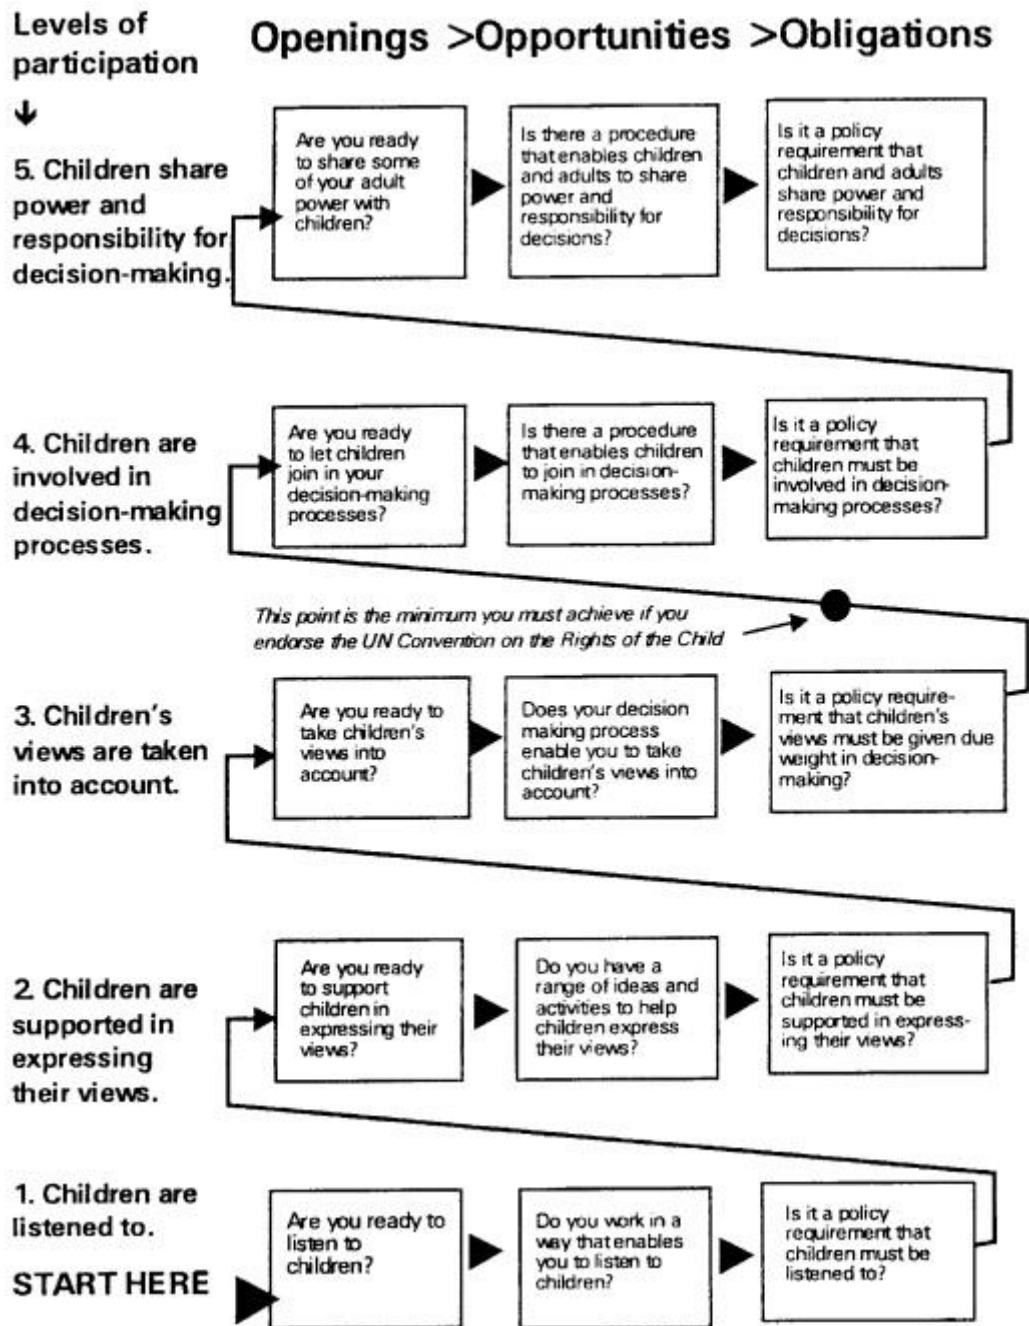 Levels of
participation
Openings >Opportunities >Obligations
5. Children share
power and
responsibility for
decision-making.
Are you ready
to share some
of your adult
power with
children?
Is there a procedure
that enables children
and adults to share
power and
responsibility for
decisions?
Is it a policy
requirement that
children and adults
share power and
responsibility for
decisions?
4. Children are
involved in
decision-making
processes.
Are you ready
to let children
join in your
decision-making
processes?
Is there a procedure
that enables children
to join in decision-
making processes?
Is it a policy
requirement that
children must be
involved in decision-
making processes?
This point is the minimum you must achieve if you
endorse the UN Convention on the Rights of the Child
3. Children's
views are taken
into account.
Are you ready to
take children's
views into
account?
Does your decision
making process
enable you to take
children's views into
account?
Is it a policy require-
ment that children's
views must be given due
weight in decision-
making?
2. Children are
supported in
expressing
their views.
Are you ready
to support
children in
expressing their
views?
Do you have a
range of ideas and
activities to help
children express
their views?
Is it a policy
requirement that
children must be
supported in express-
ing their views?
1. Children are
listened to.
START HERE
Are you ready to
listen to
children?
Do you work in a
way that enables
you to listen to
children?
Is it a policy
requirement that
children must be
listened to?